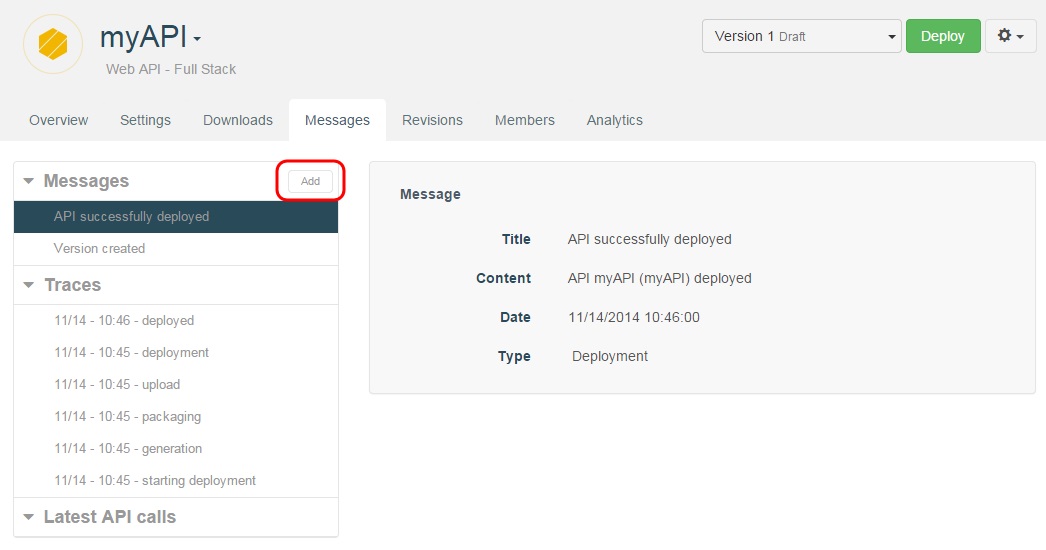 myAPI
Web API - Full Stack
Version 1 Draft
Deploy
Overview Settings Downloads Messages Revisions Members Analytics
Messages Add
API successfully deployed
Version created
Traces
11/14 - 10:46 - deployed
11/14 - 10:45 - deployment
11/14 - 10:45 - upload
11/14 - 10:45 - packaging
11/14 - 10:45 - generation
11/14 - 10:45 - starting deployment
Latest API calls
Message
Title API successfully deployed
Content API myAPI (myAPI) deployed
Date 11/14/2014 10:46:00
Type Deployment